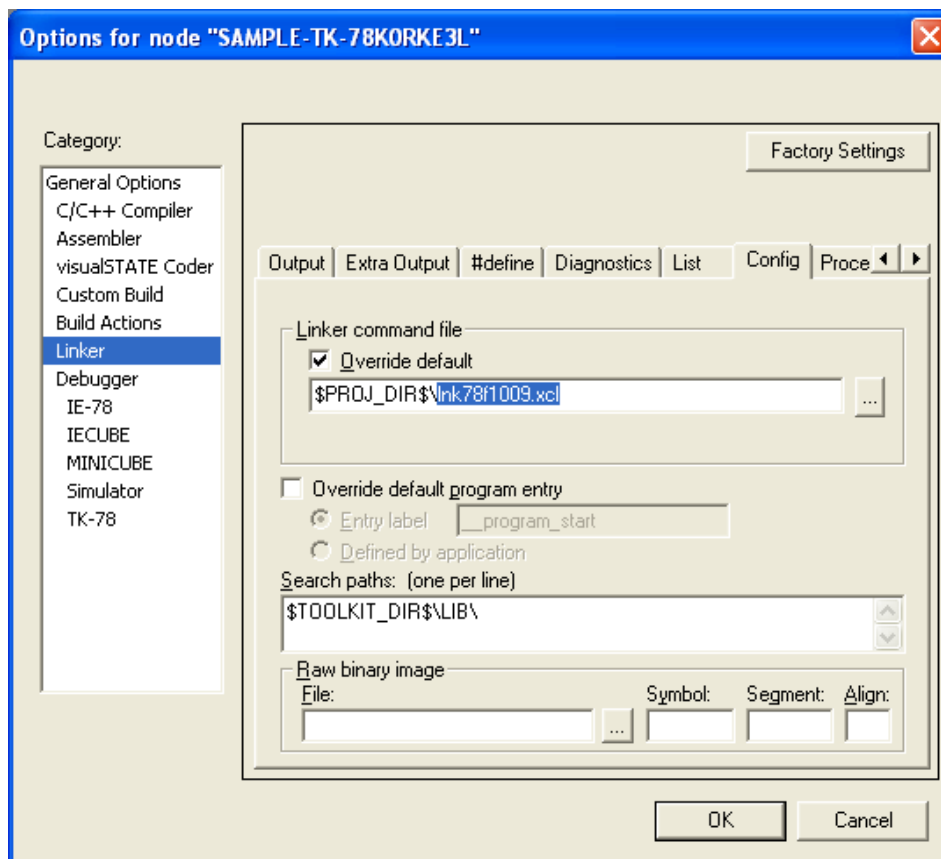 Options for node "SAMPLE-TK-78K0RKE3L"
Category:
Factory Settings
General Options
C/C++ Compiler
Assembler
visualSTATE Coder
Custom Build
Build Actions
Linker
Debugger
IE-78
IECUBE
MINICUBE
Simulator
TK-78
Output Extra Output #define Diagnostics List Config Proce
Linker command file
Override default
$PROJ_DIR$\lnk78f1009.xcl
...
Override default program entry
Entry label __program_start
Defined by application
Search paths: (one per line)
$TOOLKIT_DIR$\LIB\
Raw binary image
File: Symbol: Segment: Align:
...
OK Cancel